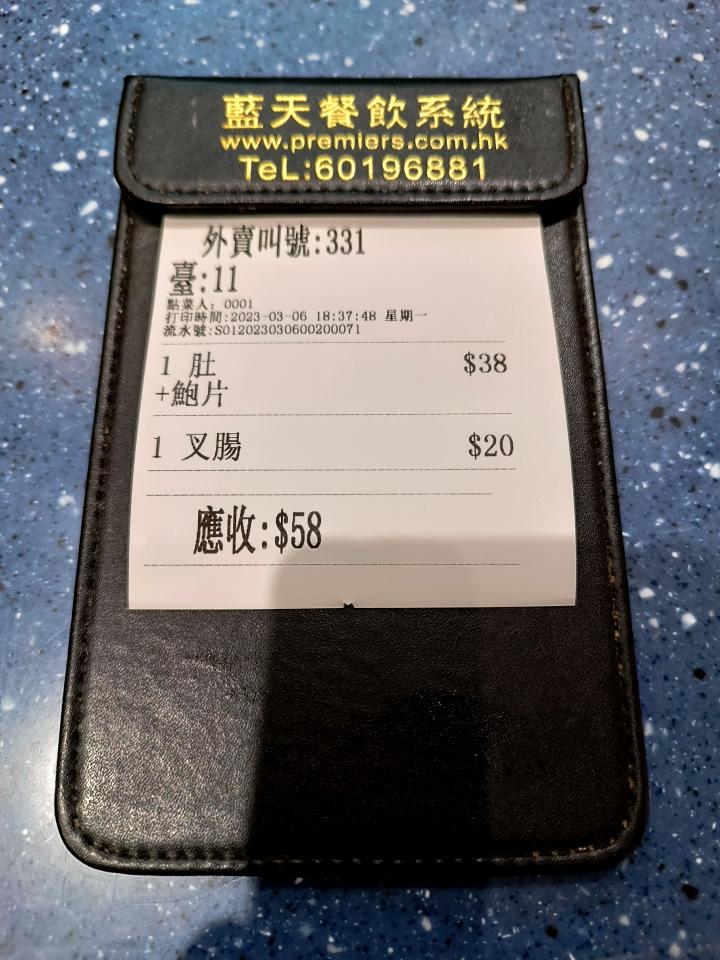 藍天餐飲系統
www.premiers.com.hk
TeL:60196881
外賣叫號:331
臺:11
點菜人: 0001
打印時間:2023-03-06 18:37:48 星期一
流水號:S012023030600200071
1 肚 $38
+鮑片
1 叉腸 $20
應收:$58